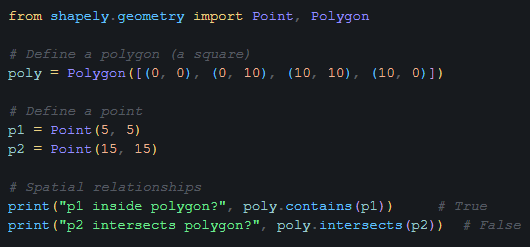 from shapely.geometry import Point, Polygon
# Define a polygon (a square)
poly = Polygon([(0, 0), (0, 10), (10, 10), (10, 0)])
# Define a point
p1 = Point(5, 5)
p2 = Point(15, 15)
# Spatial relationships
print("p1 inside polygon?", poly.contains(p1))     # True
print("p2 intersects polygon?", poly.intersects(p2))  # False